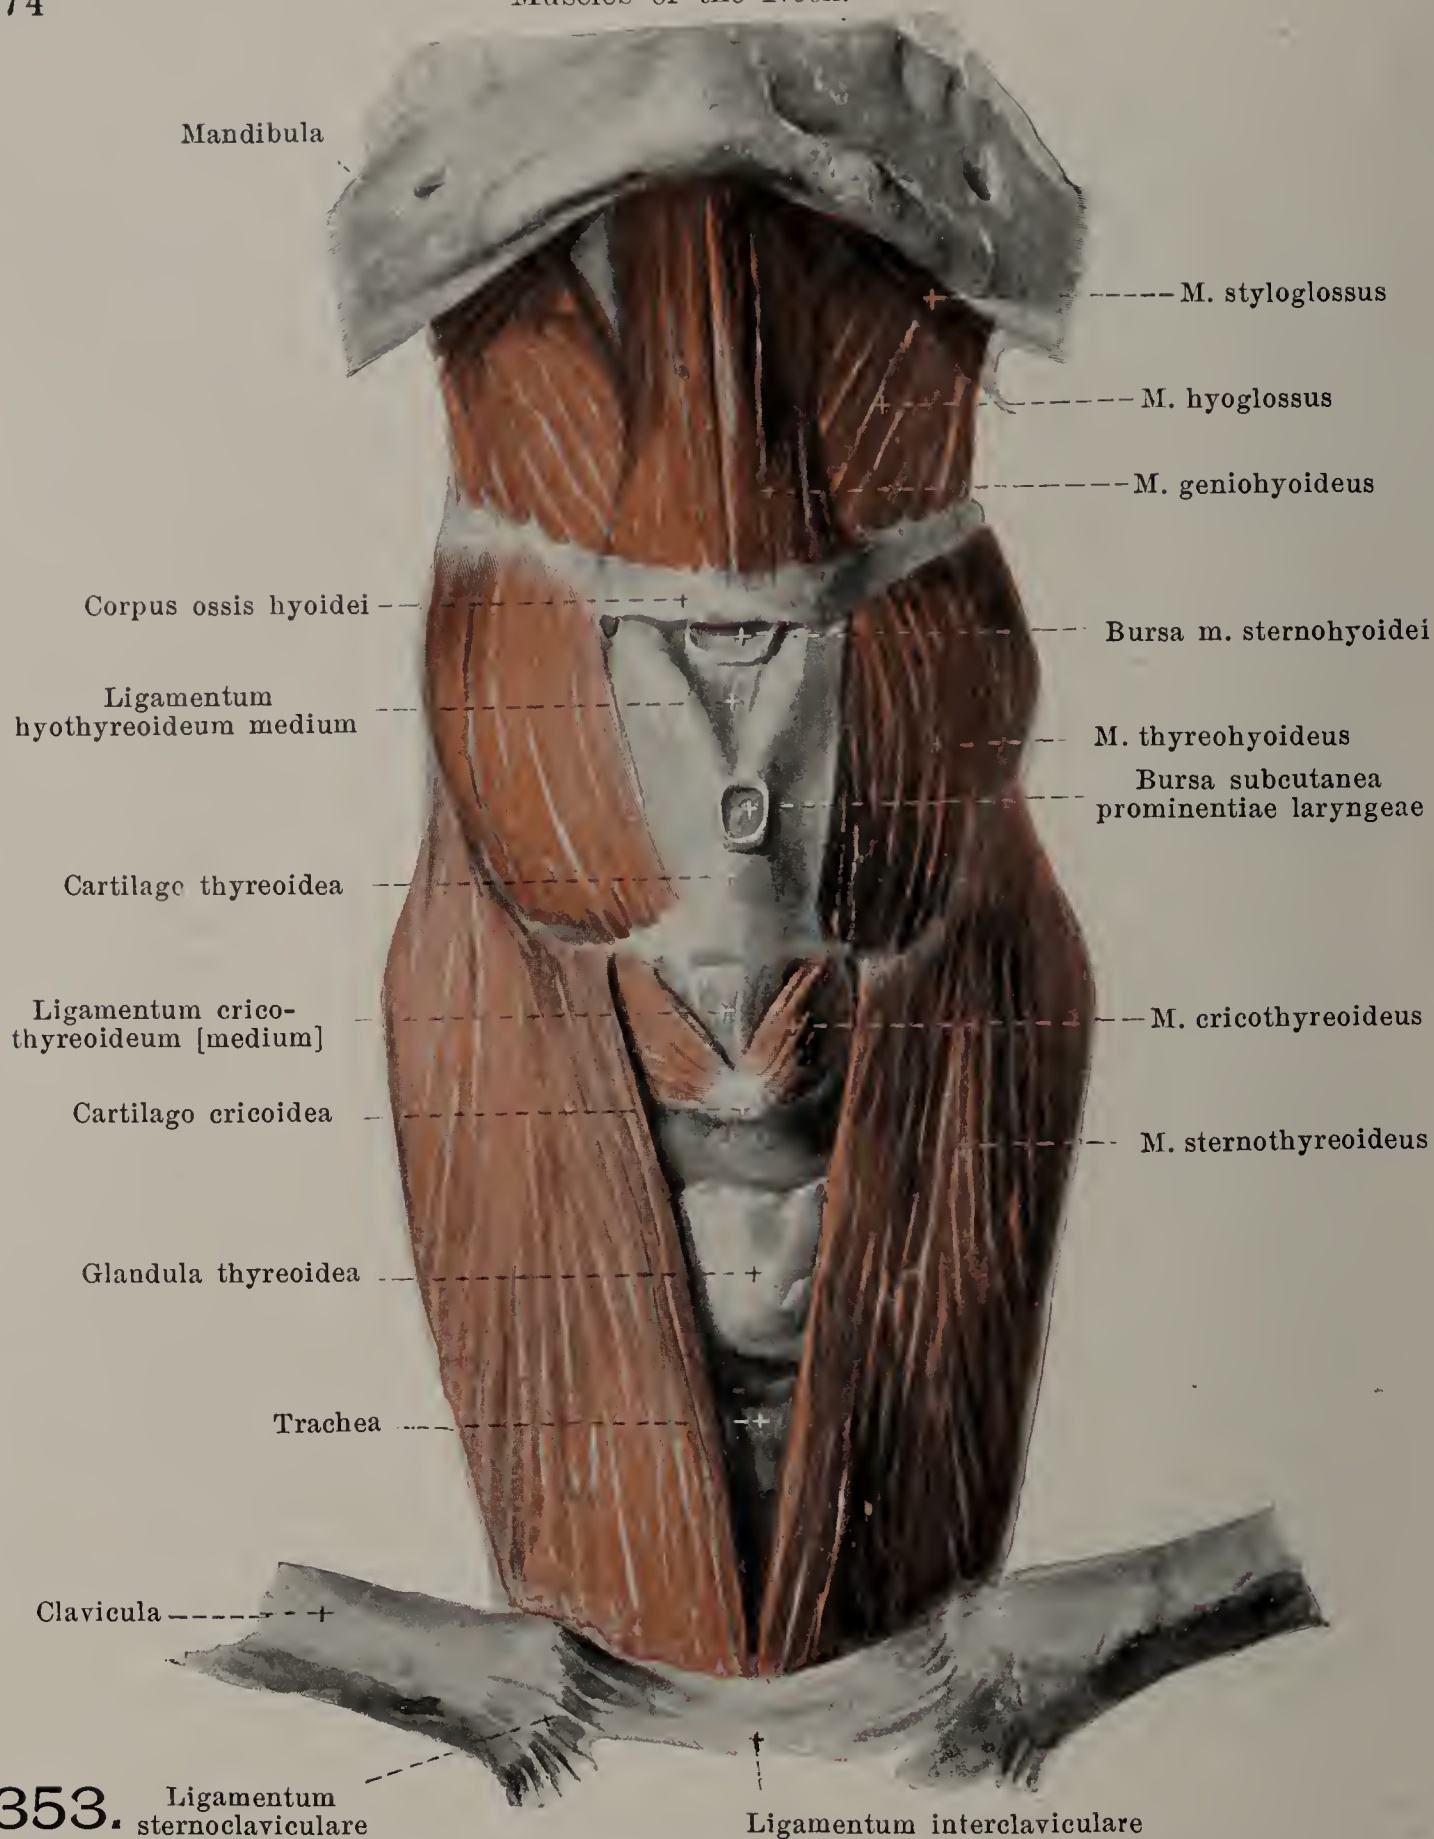 74
Muscles of the Neck.
Mandibula
M. styloglossus
M. hyoglossus
M. geniohyoideus
Corpus ossis hyoidei
Bursa m. sternohyoidei
Ligamentum
hyothyreoideum medium
M. thyreohyoideus
Bursa subcutanea
prominentiae laryngeae
Cartilago thyreoidea
Ligamentum crico-
thyreoideum [medium]
M. cricothyreoideus
Cartilago cricoidea
M. sternothyreoideus
Glandula thyreoidea
Trachea
Clavicula
353.
Ligamentum
sternoclaviculare
Ligamentum interclaviculare